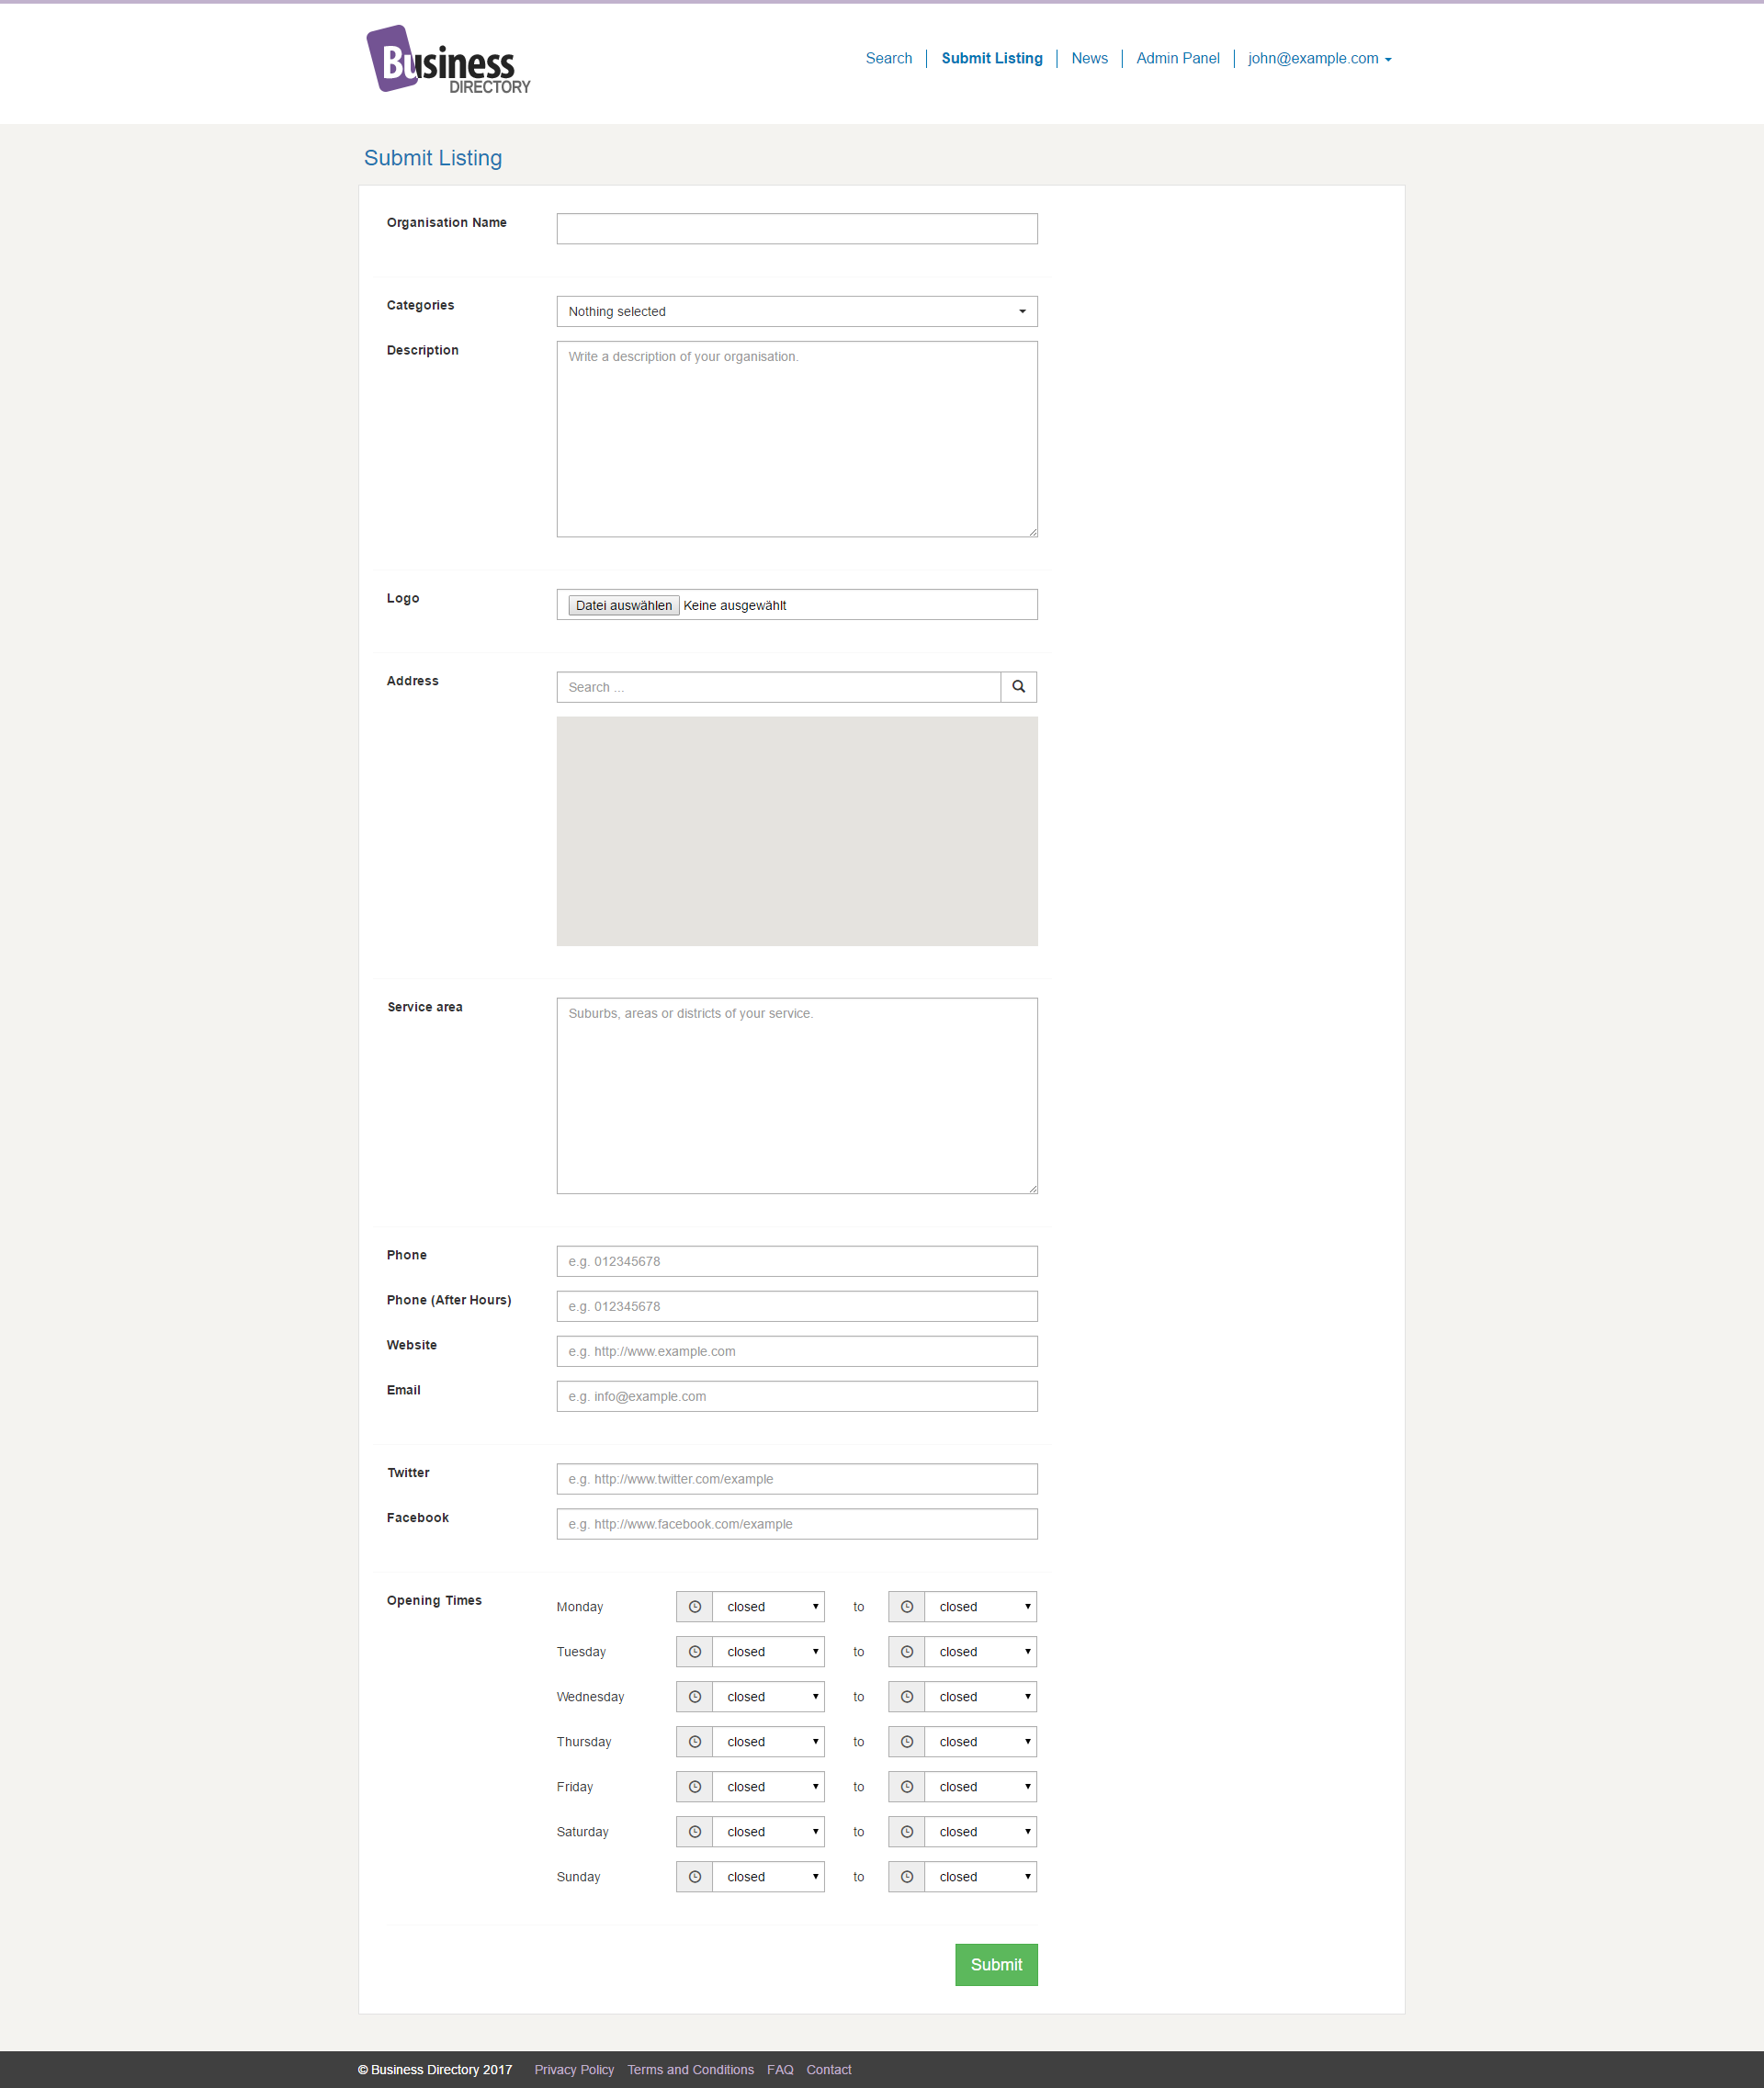 Business
DIRECTORY
Search
Submit Listing
News
Admin Panel
john@example.com
Submit Listing
Organisation Name
Categories
Nothing selected
Description
Write a description of your organisation.
Logo
Datei auswählen Keine ausgewählt
Address
Search ...
Service area
Suburbs, areas or districts of your service.
Phone
e.g. 012345678
Phone (After Hours)
e.g. 012345678
Website
e.g. http://www.example.com
Email
e.g. info@example.com
Twitter
e.g. http://www.twitter.com/example
Facebook
e.g. http://www.facebook.com/example
Opening Times
Monday closed to closed
Tuesday closed to closed
Wednesday closed to closed
Thursday closed to closed
Friday closed to closed
Saturday closed to closed
Sunday closed to closed
Submit
© Business Directory 2017 Privacy Policy Terms and Conditions FAQ Contact